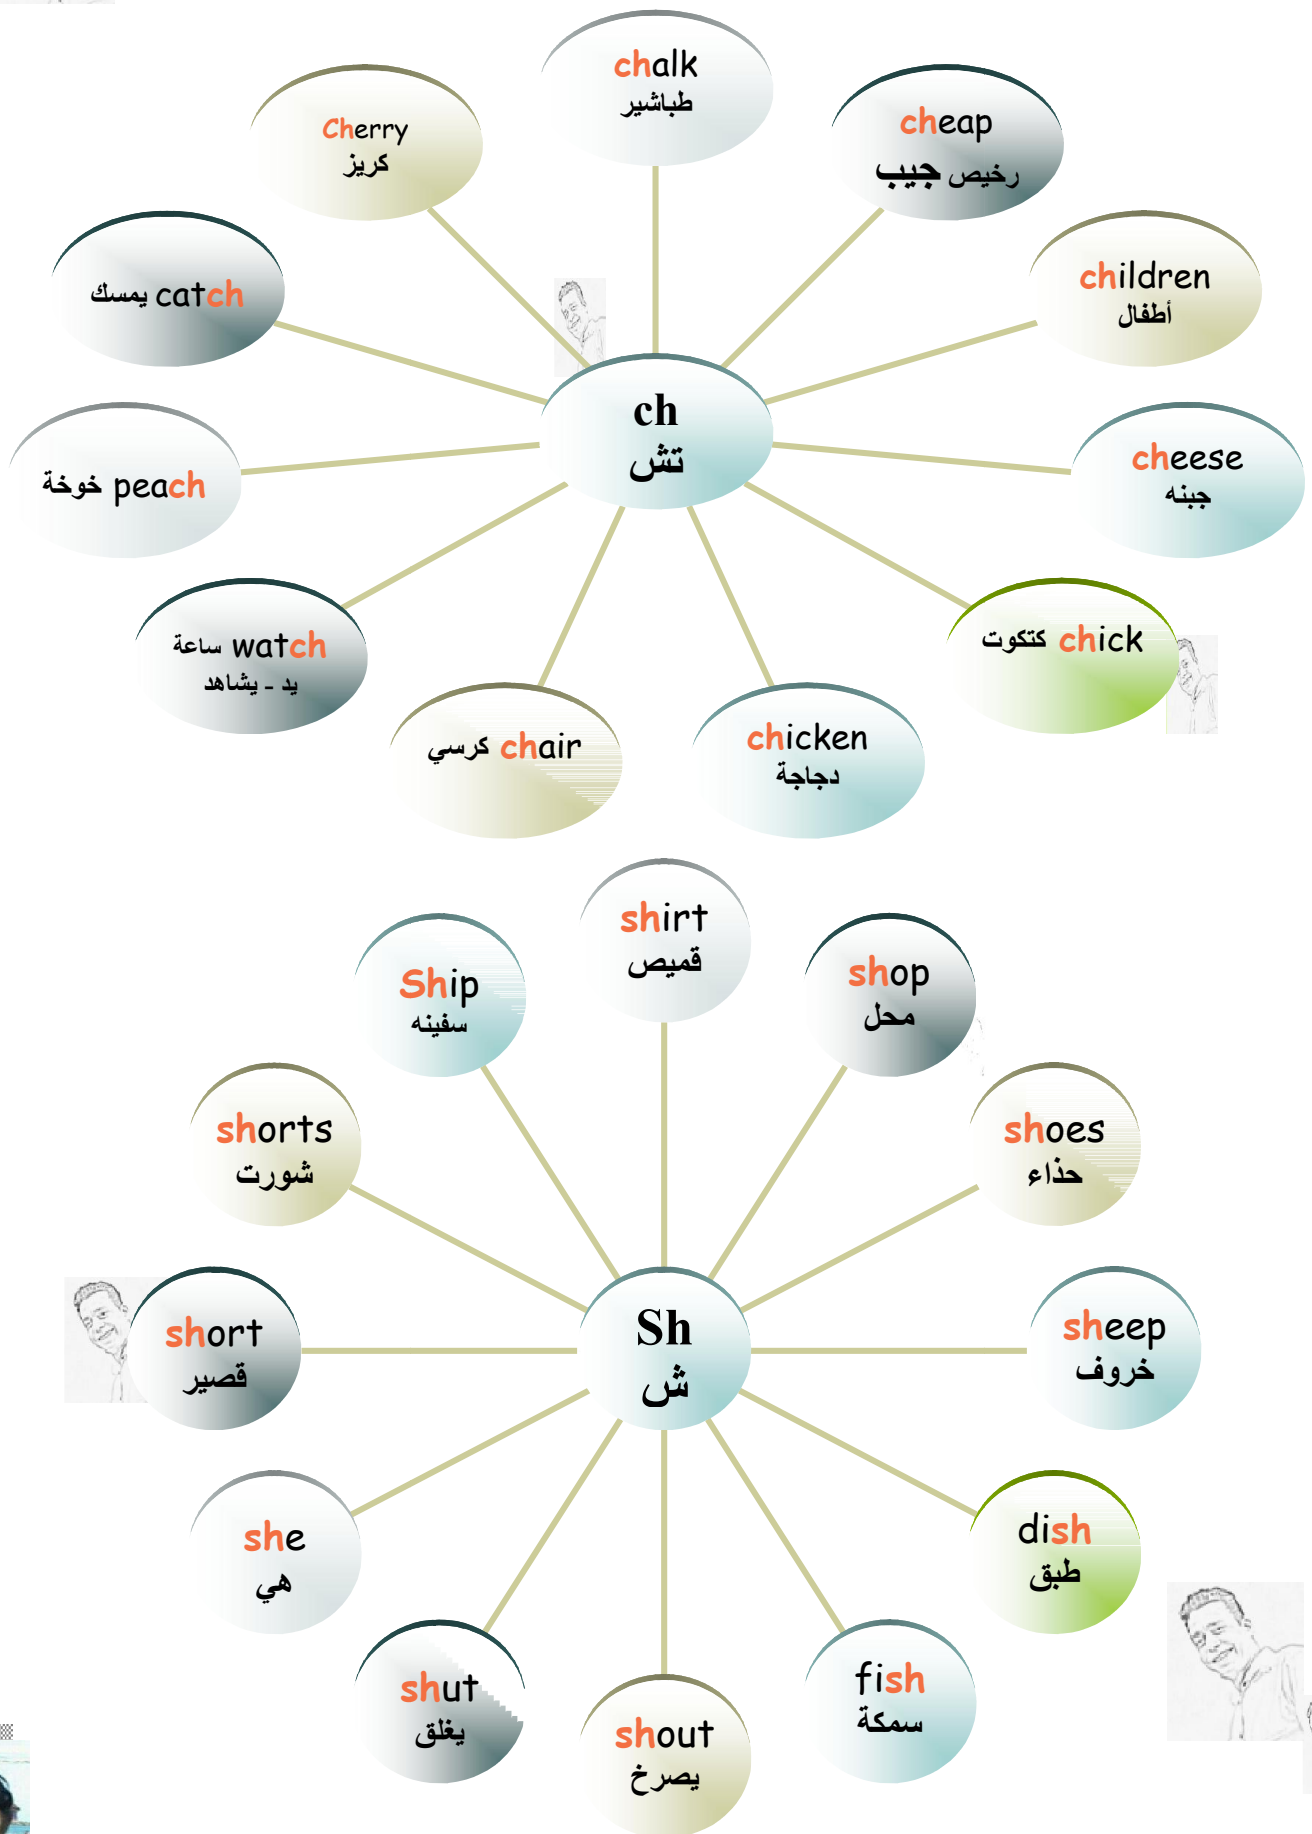 chalk
طباشير
cheap
رخيص جيب
children
أطفال
cheese
جبنه
chick كتكوت
chicken
دجاجة
chair كرسي
watch ساعة
يد - يشاهد
peach خوخة
catch يمسك
Cherry
كريز
ch
تش
shirt
قميص
shop
محل
shoes
حذاء
sheep
خروف
dish
طبق
fish
سمكة
shout
يصرخ
shut
يغلق
she
هي
short
قصير
shorts
شورت
Ship
سفينه
Sh
ش